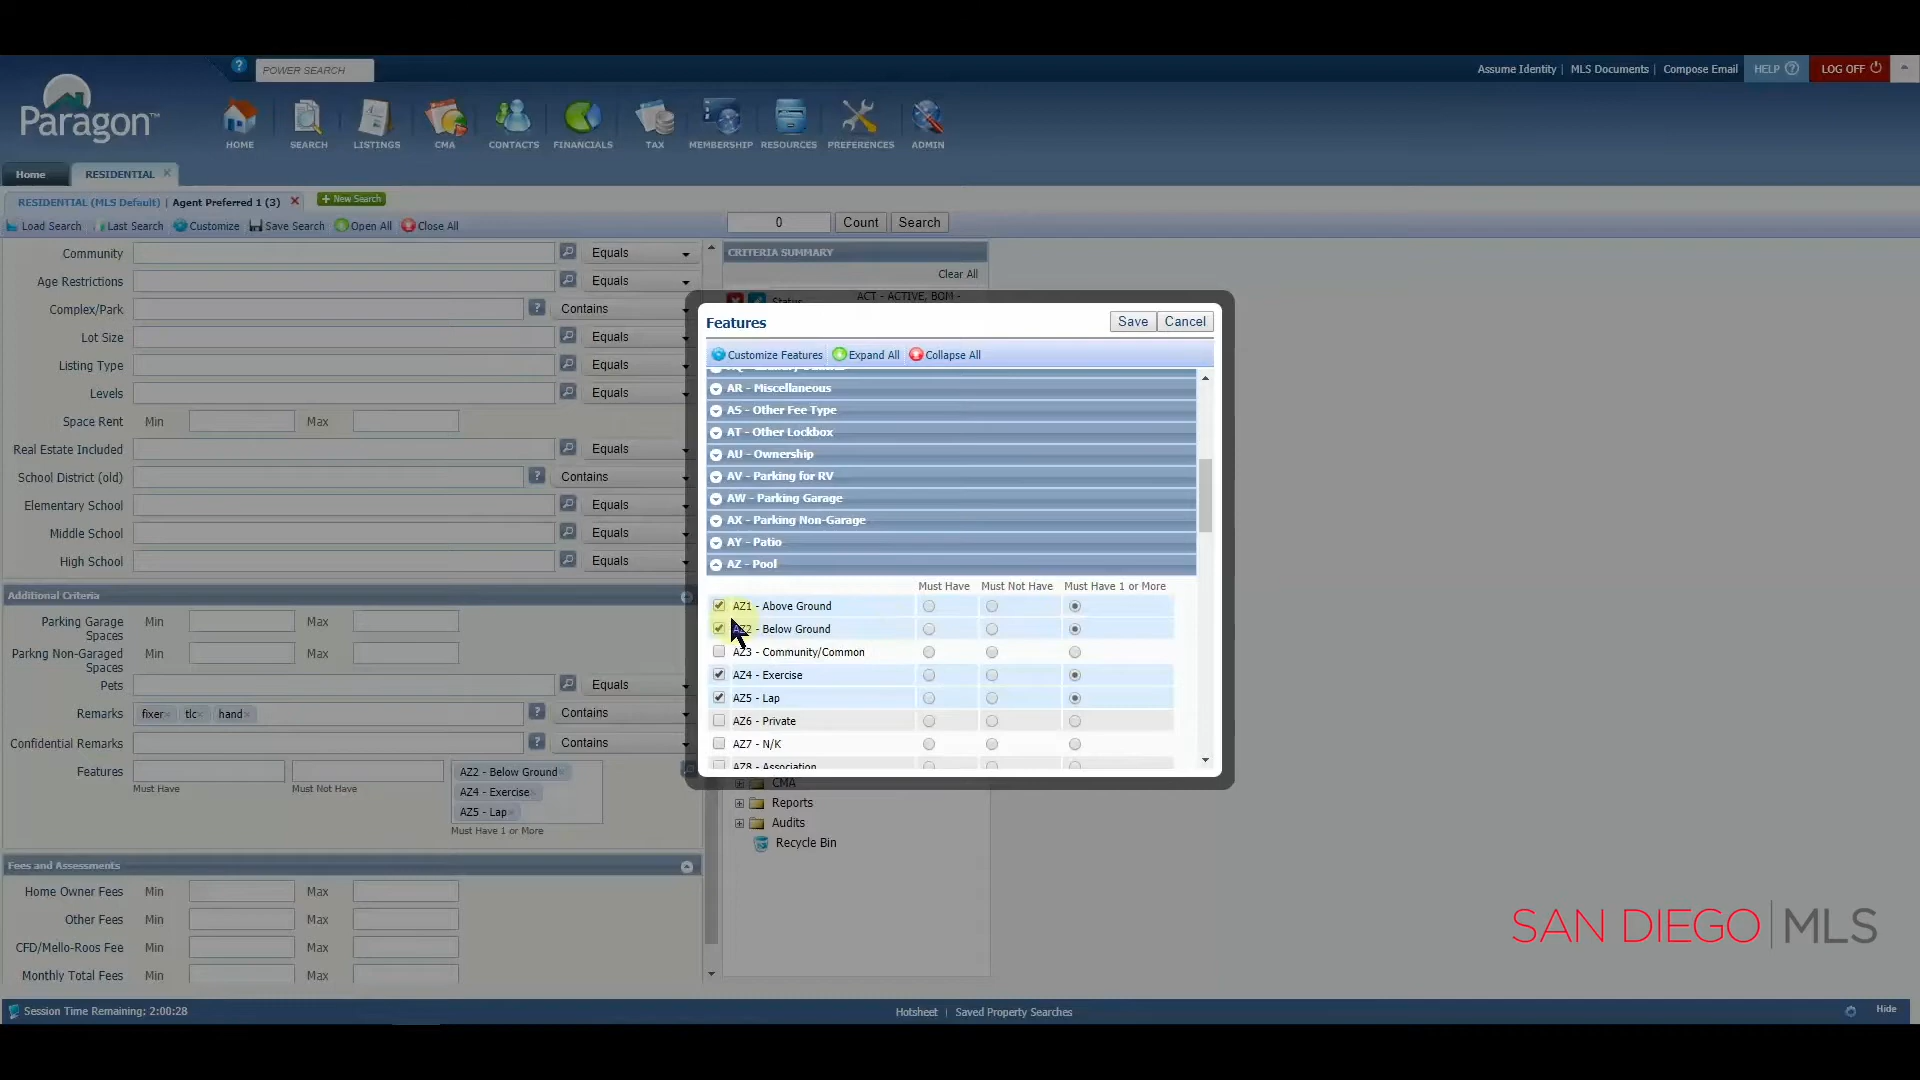 ? POWER SEARCH
Assume Identity | MLS Documents | Compose Email HELP ? LOG OFF
Paragon™
HOME SEARCH LISTINGS CMA CONTACTS FINANCIALS TAX MEMBERSHIP RESOURCES PREFERENCES ADMIN
Home RESIDENTIAL ×
RESIDENTIAL (MLS Default) | Agent Preferred 1 (3) + New Search
Load Search Last Search Customize Save Search Open All Close All
0 Count Search
Community Equals
Age Restrictions Equals
Complex/Park ? Contains
Lot Size Equals
Listing Type Equals
Levels Equals
Space Rent Min Max
Real Estate Included Equals
School District (old) ? Contains
Elementary School Equals
Middle School Equals
High School Equals
Additional Criteria
Parking Garage Spaces Min Max
Parkng Non-Garaged Spaces Min Max
Pets Equals
Remarks fixer× tlc× hand× ? Contains
Confidential Remarks ? Contains
Features
Must Have
Must Not Have
AZ2 - Below Ground×
AZ4 - Exercise×
AZ5 - Lap×
Must Have 1 or More
Fees and Assessments
Home Owner Fees Min Max
Other Fees Min Max
CFD/Mello-Roos Fee Min Max
Monthly Total Fees Min Max
CRITERIA SUMMARY
Clear All
Status ACT - ACTIVE, BOM -
Features Save Cancel
Customize Features Expand All Collapse All
AR - Miscellaneous
AS - Other Fee Type
AT - Other Lockbox
AU - Ownership
AV - Parking for RV
AW - Parking Garage
AX - Parking Non-Garage
AY - Patio
AZ - Pool
Must Have Must Not Have Must Have 1 or More
AZ1 - Above Ground
AZ2 - Below Ground
AZ3 - Community/Common
AZ4 - Exercise
AZ5 - Lap
AZ6 - Private
AZ7 - N/K
AZ8 - Association
CMA
Reports
Audits
Recycle Bin
SAN DIEGO | MLS
Session Time Remaining: 2:00:28
Hotsheet | Saved Property Searches
Hide